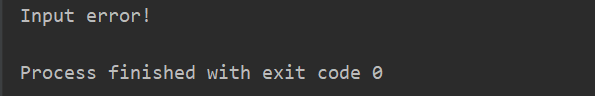 Input error!
Process finished with exit code 0